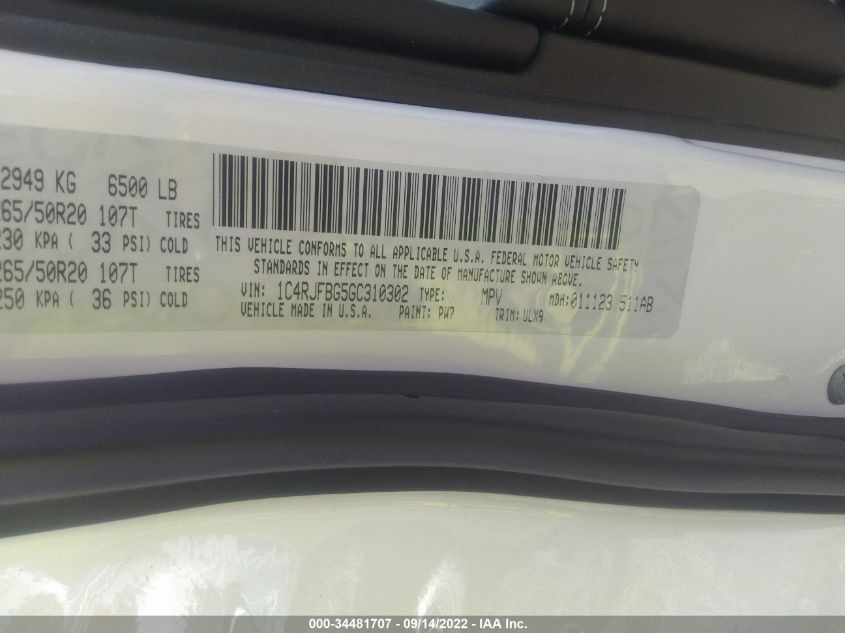 2949 KG 6500 LB
265/50R20 107T TIRES
230 KPA ( 33 PSI) COLD
265/50R20 107T TIRES
250 KPA ( 36 PSI) COLD
THIS VEHICLE CONFORMS TO ALL APPLICABLE U.S.A. FEDERAL MOTOR VEHICLE SAFETY
STANDARDS IN EFFECT ON THE DATE OF MANUFACTURE SHOWN ABOVE.
VIN: 1C4RJFBG5GC310302 TYPE: MPV MDH:011123 511AB
VEHICLE MADE IN U.S.A. PAINT: PW7 TRIM: ULX9
000-34481707 - 09/14/2022 - IAA Inc.